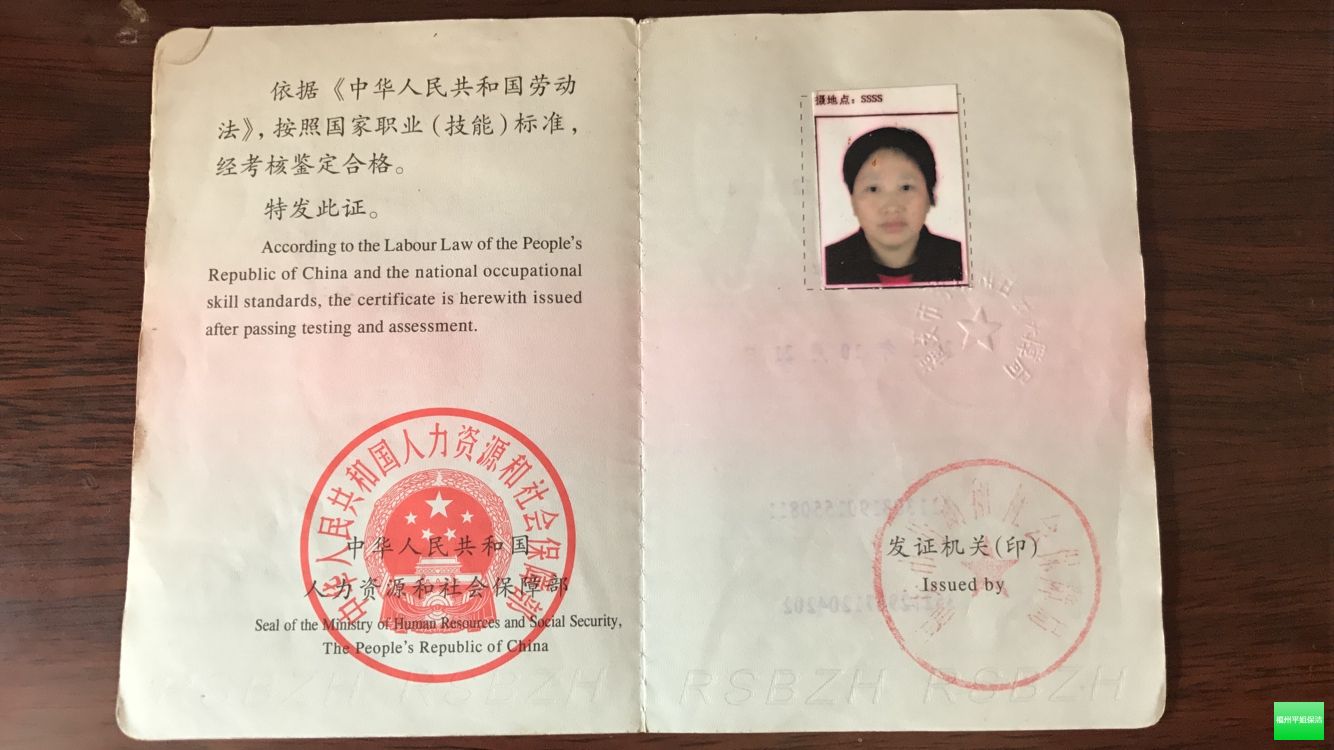 依据《中华人民共和国劳动
法》,按照国家职业(技能)标准,
经考核鉴定合格。
特发此证。
According to the Labour Law of the People's
Republic of China and the national occupational
skill standards, the certificate is herewith issued
after passing testing and assessment.
中华人民共和国人力资源和社会保障部
中华人民共和国
人力资源和社会保障部
Seal of the Ministry of Human Resources and Social Security,
The People's Republic of China
RSBZH RSBZH
摄地点：SSSS
发证机关(印)
Issued by
RSBZH RSBZH
福州平姐保洁